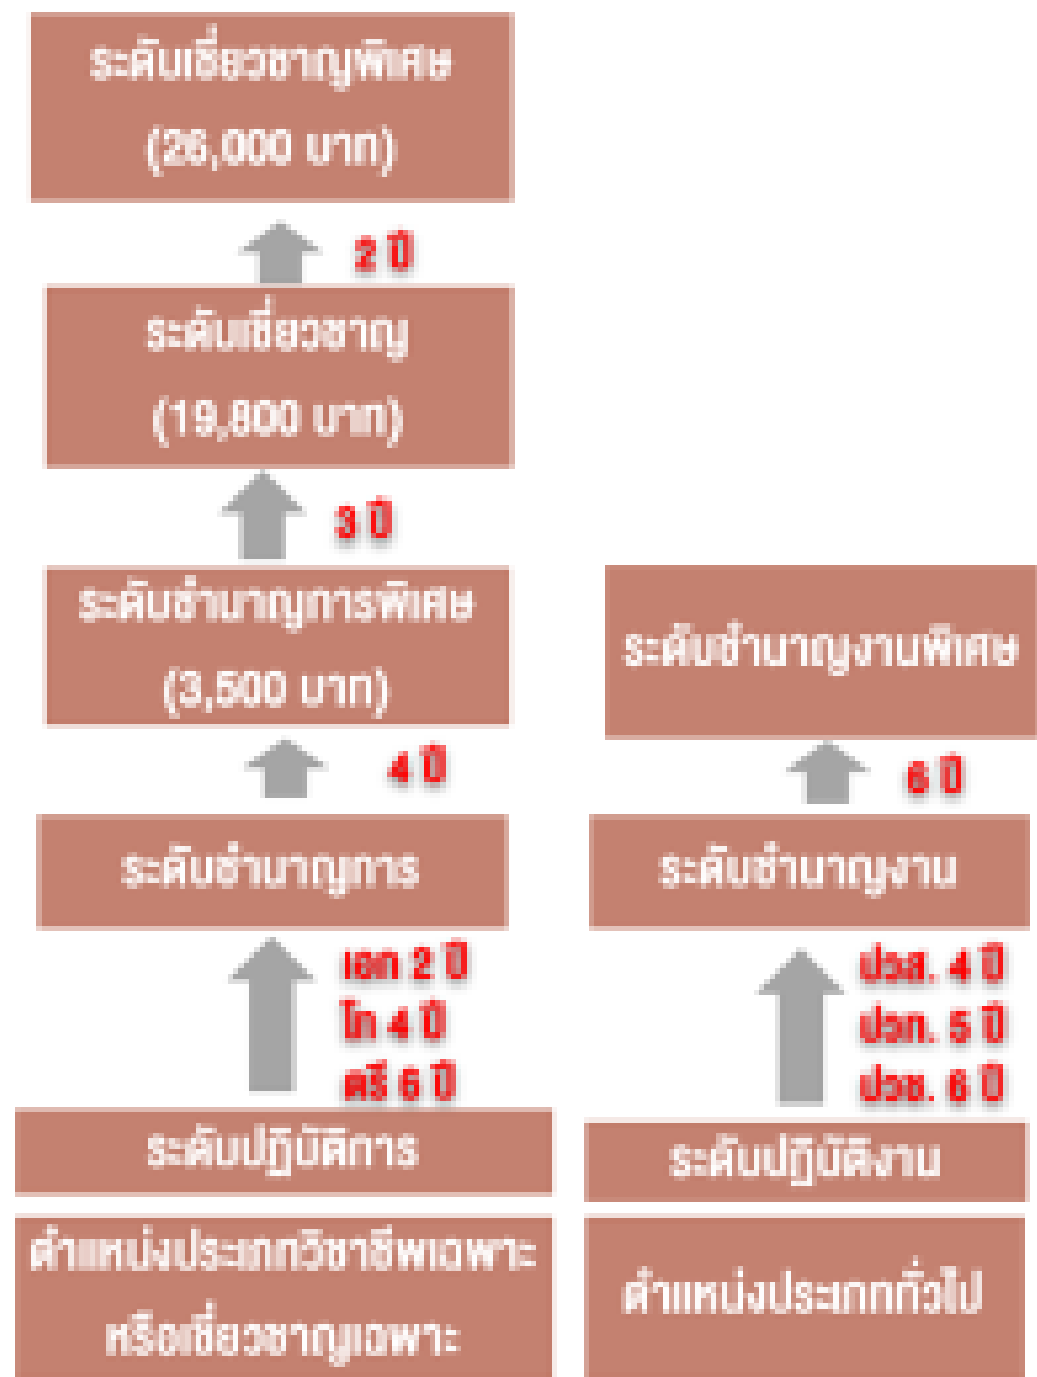 ระดับเชี่ยวชาญพิเศษ
(26,000 บาท)
2 ปี
ระดับเชี่ยวชาญ
(19,800 บาท)
3 ปี
ระดับชำนาญการพิเศษ
(3,500 บาท)
4 ปี
ระดับชำนาญการ
เอก 2 ปี
โท 4 ปี
ตรี 6 ปี
ระดับปฏิบัติการ
ตำแหน่งประเภทวิชาชีพเฉพาะ
หรือเชี่ยวชาญเฉพาะ
ระดับชำนาญงานพิเศษ
6 ปี
ระดับชำนาญงาน
ปวส. 4 ปี
ปวท. 5 ปี
ปวช. 6 ปี
ระดับปฏิบัติงาน
ตำแหน่งประเภททั่วไป